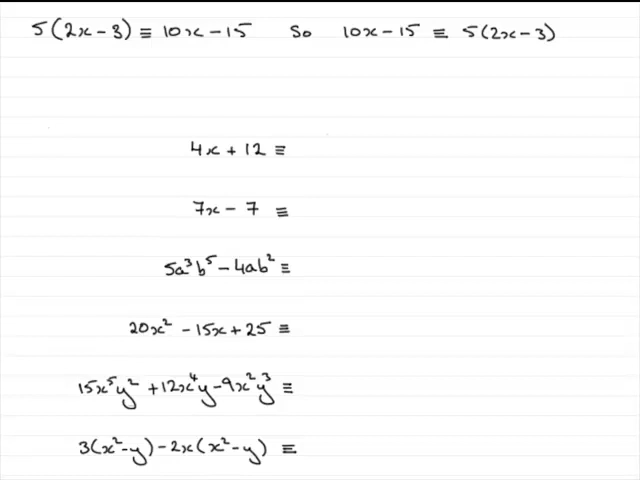 5(2x-3) ≡ 10x-15 So 10x-15 ≡ 5(2x-3)
4x+12 ≡
7x-7 ≡
5a³b⁵-4ab² ≡
20x²-15x+25 ≡
15x⁵y²+12x⁴y-9x²y³ ≡
3(x²-y)-2x(x²-y) ≡